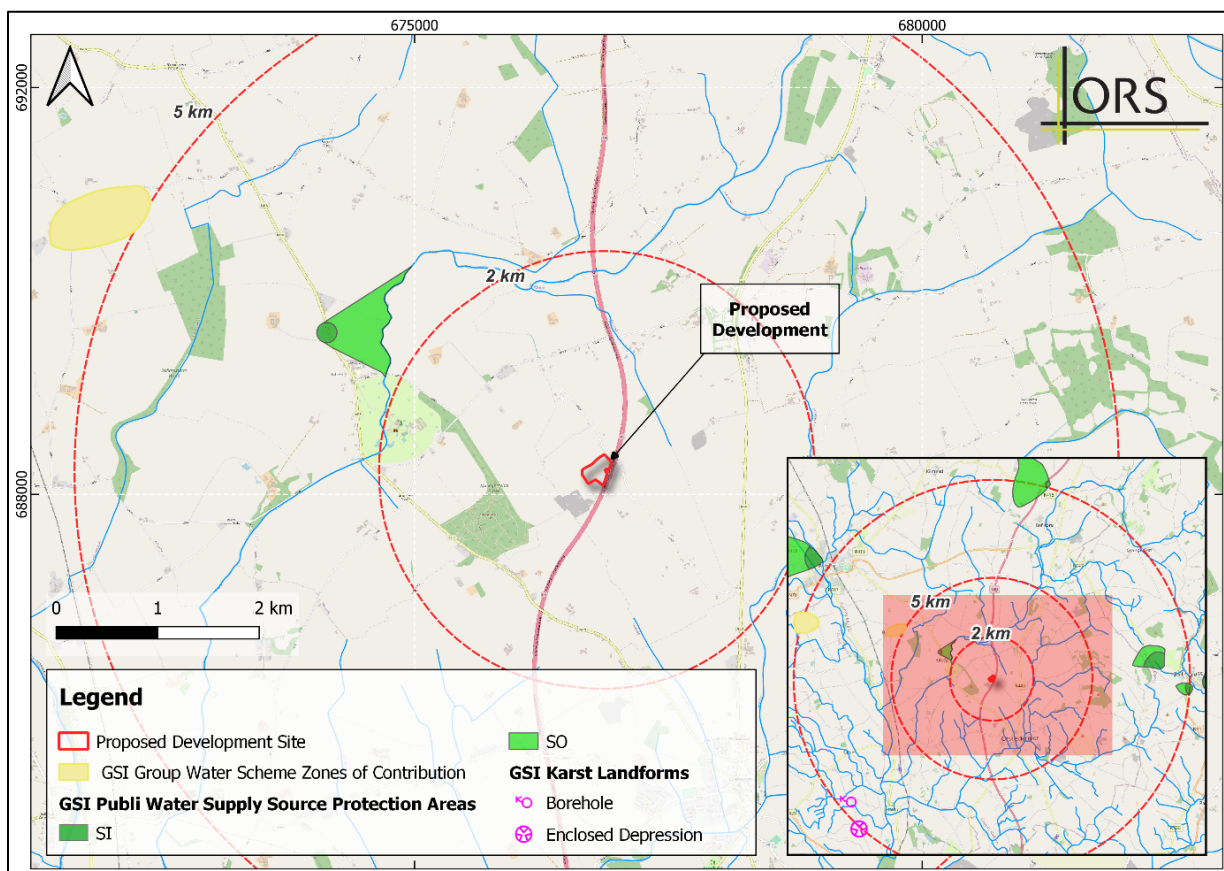 675000
680000
692000
688000
ORS
5 km
2 km
Proposed
Development
0 1 2 km
Legend
Proposed Development Site
GSI Group Water Scheme Zones of Contribution
GSI Publi Water Supply Source Protection Areas
SI
SO
GSI Karst Landforms
Borehole
Enclosed Depression
5 km
2 km